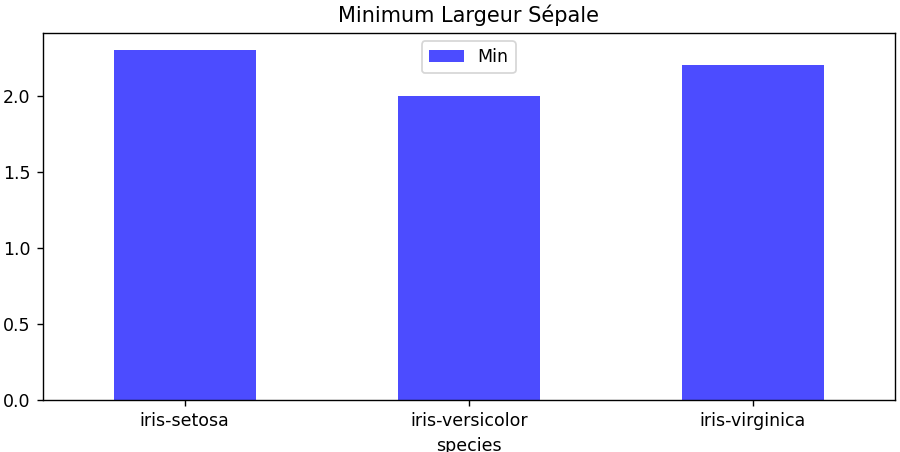 Minimum Largeur Sépale
Min
2.0
1.5
1.0
0.5
0.0
iris-setosa
iris-versicolor
iris-virginica
species